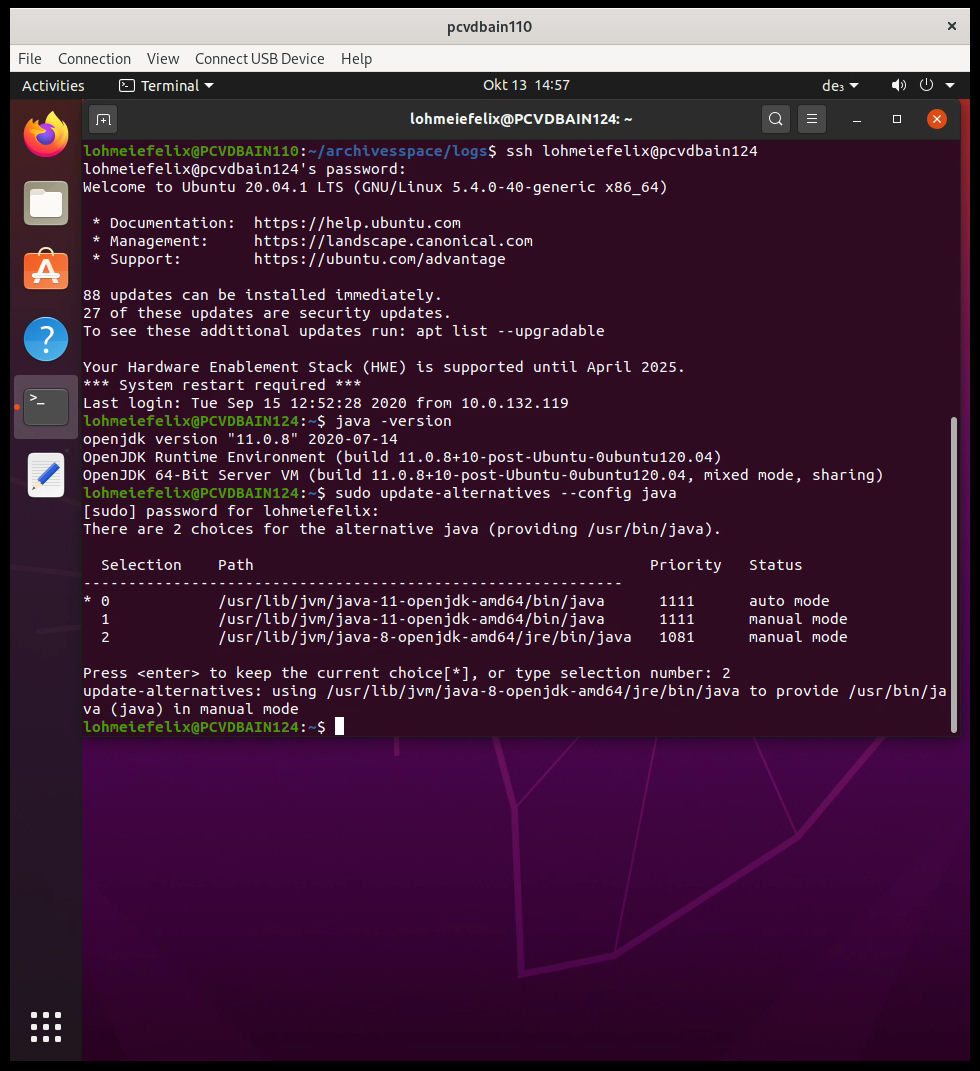 pcvdbain110
File Connection View Connect USB Device Help
Activities Terminal Okt 13 14:57 de₃
lohmeiefelix@PCVDBAIN124: ~
lohmeiefelix@PCVDBAIN110:~/archivesspace/logs$ ssh lohmeiefelix@pcvdbain124
lohmeiefelix@pcvdbain124's password:
Welcome to Ubuntu 20.04.1 LTS (GNU/Linux 5.4.0-40-generic x86_64)
* Documentation: https://help.ubuntu.com
* Management: https://landscape.canonical.com
* Support: https://ubuntu.com/advantage
88 updates can be installed immediately.
27 of these updates are security updates.
To see these additional updates run: apt list --upgradable
Your Hardware Enablement Stack (HWE) is supported until April 2025.
*** System restart required ***
Last login: Tue Sep 15 12:52:28 2020 from 10.0.132.119
lohmeiefelix@PCVDBAIN124:~$ java -version
openjdk version "11.0.8" 2020-07-14
OpenJDK Runtime Environment (build 11.0.8+10-post-Ubuntu-0ubuntu120.04)
OpenJDK 64-Bit Server VM (build 11.0.8+10-post-Ubuntu-0ubuntu120.04, mixed mode, sharing)
lohmeiefelix@PCVDBAIN124:~$ sudo update-alternatives --config java
[sudo] password for lohmeiefelix:
There are 2 choices for the alternative java (providing /usr/bin/java).
Selection Path Priority Status
------------------------------------------------------------
* 0 /usr/lib/jvm/java-11-openjdk-amd64/bin/java 1111 auto mode
1 /usr/lib/jvm/java-11-openjdk-amd64/bin/java 1111 manual mode
2 /usr/lib/jvm/java-8-openjdk-amd64/jre/bin/java 1081 manual mode
Press <enter> to keep the current choice[*], or type selection number: 2
update-alternatives: using /usr/lib/jvm/java-8-openjdk-amd64/jre/bin/java to provide /usr/bin/ja
va (java) in manual mode
lohmeiefelix@PCVDBAIN124:~$